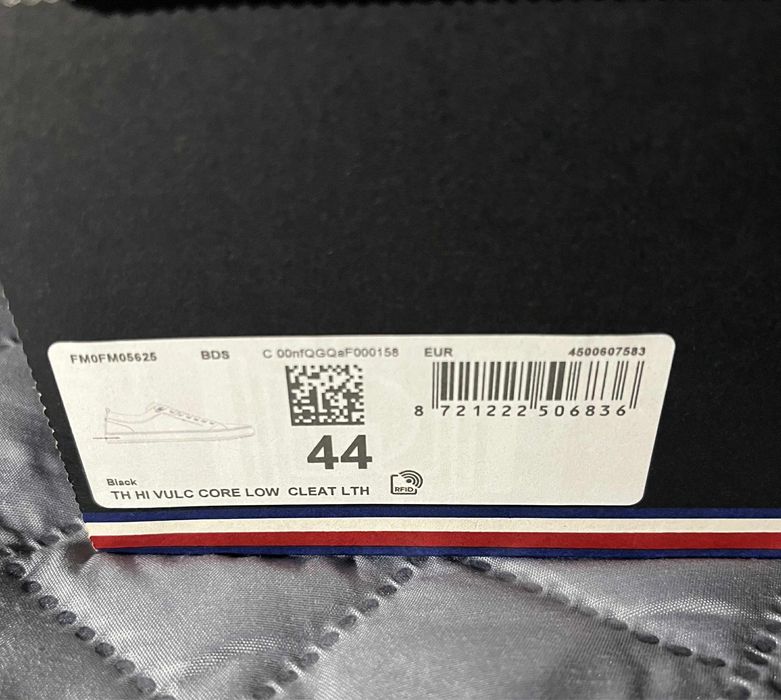 FM0FM05625 BDS C 00nfQGQaF000158 EUR 4500607583
8 721222 506836
44
Black
TH HI VULC CORE LOW CLEAT LTH
RFID